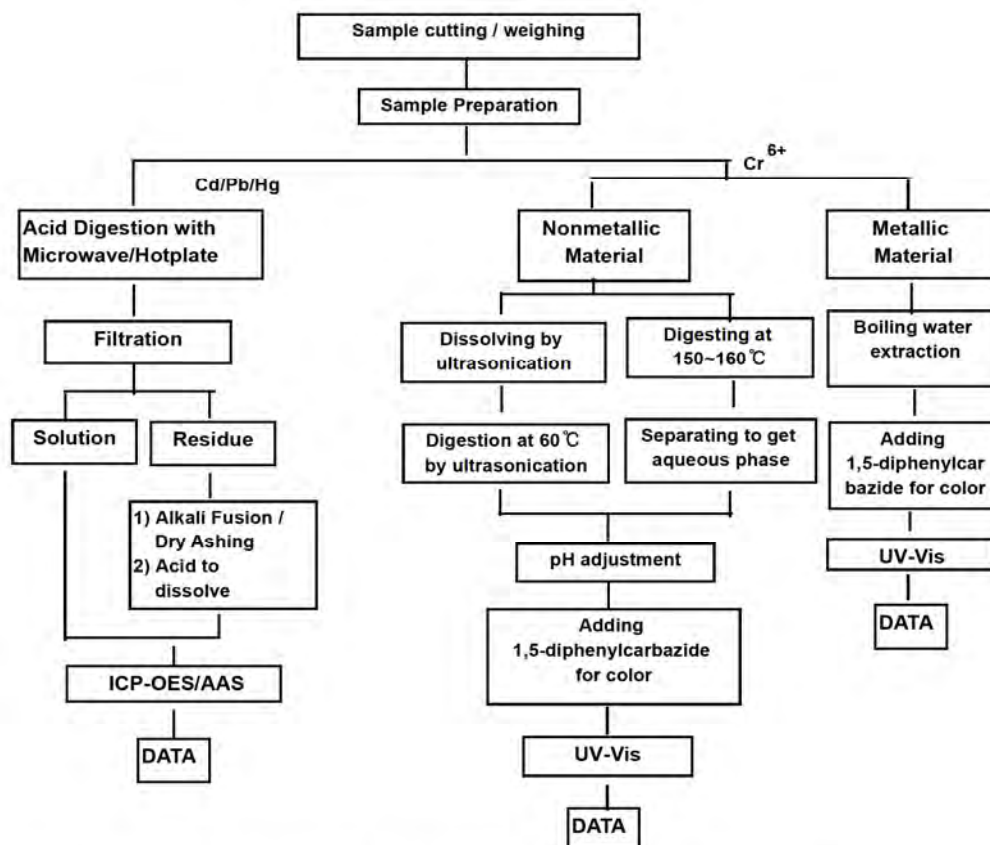 Sample cutting / weighing
Sample Preparation
Cr6+
Cd/Pb/Hg
Acid Digestion with
Microwave/Hotplate
Nonmetallic
Material
Metallic
Material
Filtration
Dissolving by
ultrasonication
Digesting at
150~160℃
Boiling water
extraction
Solution
Residue
Digestion at 60℃
by ultrasonication
Separating to get
aqueous phase
Adding
1,5-diphenylcar
bazide for color
1) Alkali Fusion /
Dry Ashing
2) Acid to
dissolve
pH adjustment
UV-Vis
DATA
Adding
1,5-diphenylcarbazide
for color
ICP-OES/AAS
DATA
UV-Vis
DATA